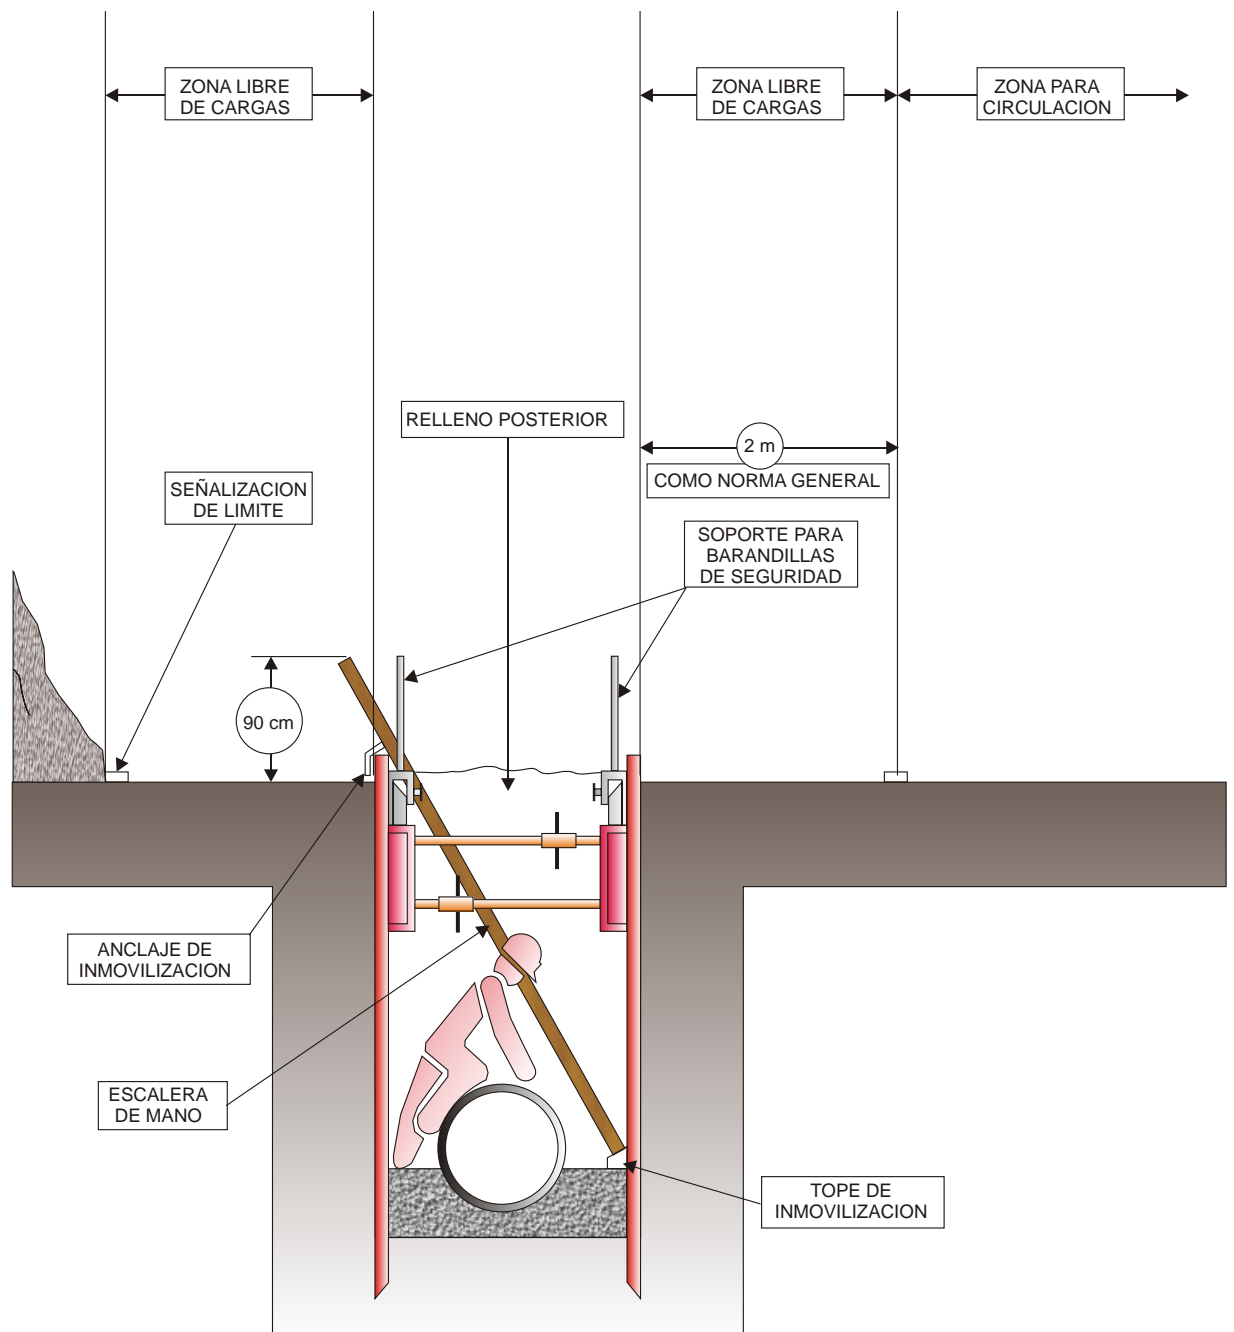 ZONA LIBRE
DE CARGAS
ZONA LIBRE
DE CARGAS
ZONA PARA
CIRCULACION
RELLENO POSTERIOR
2 m
COMO NORMA GENERAL
SEÑALIZACION
DE LIMITE
SOPORTE PARA
BARANDILLAS
DE SEGURIDAD
90 cm
ANCLAJE DE
INMOVILIZACION
ESCALERA
DE MANO
TOPE DE
INMOVILIZACION